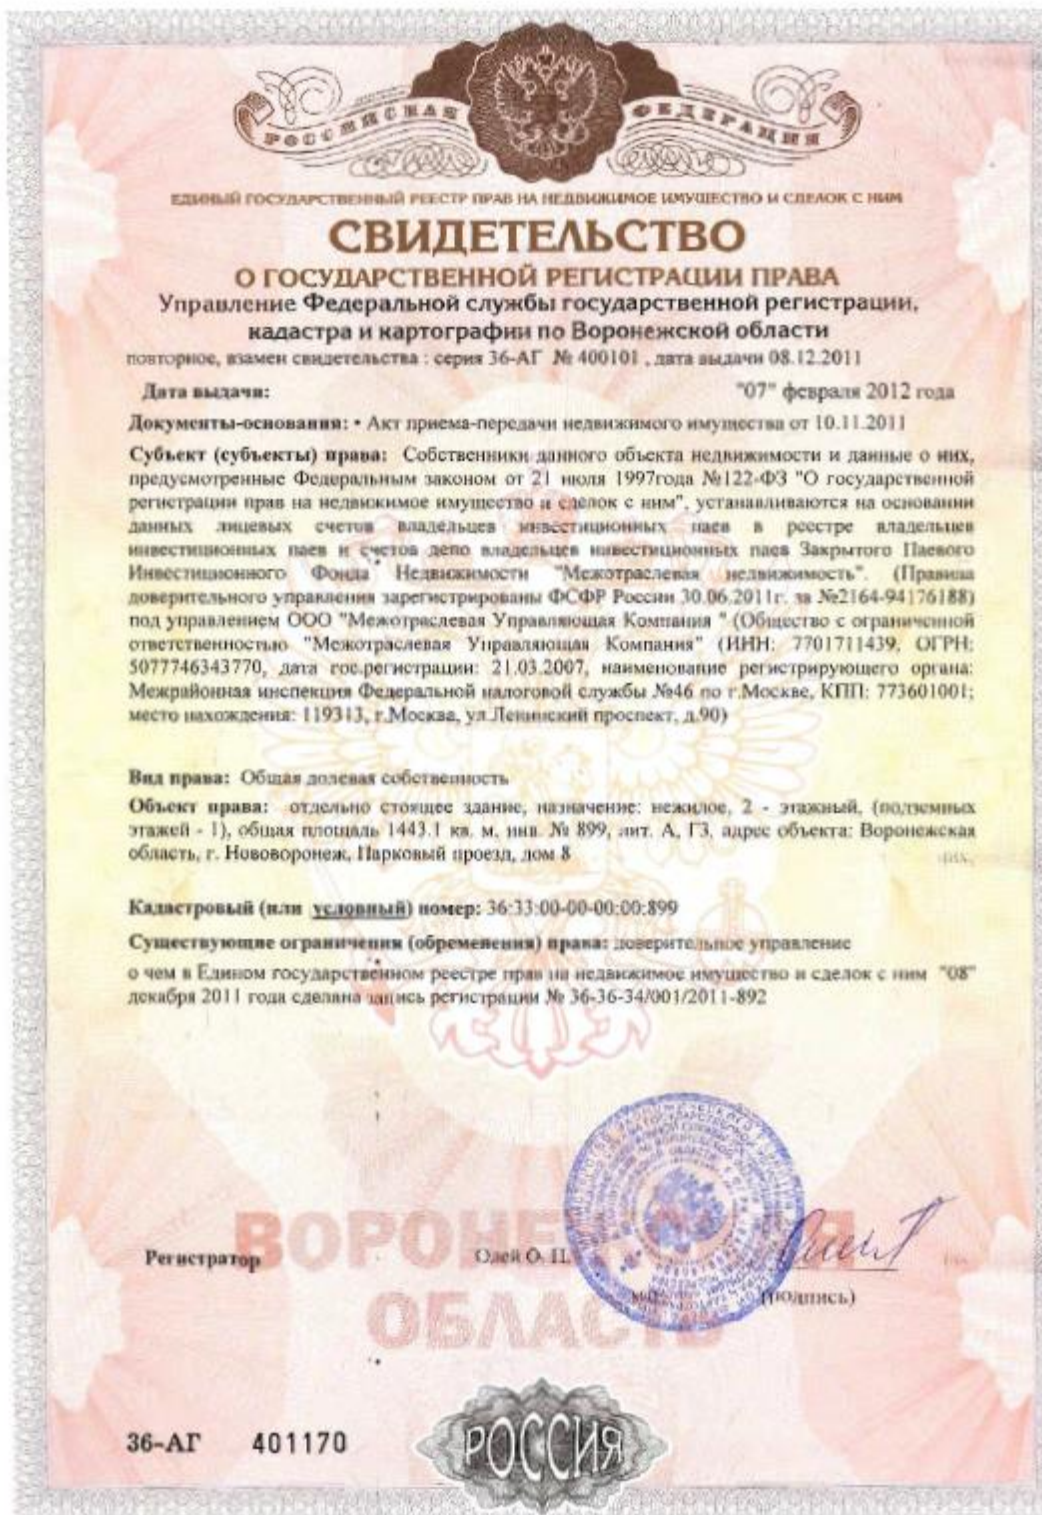 РОССИЙСКАЯ ФЕДЕРАЦИЯ
ЕДИНЫЙ ГОСУДАРСТВЕННЫЙ РЕЕСТР ПРАВ НА НЕДВИЖИМОЕ ИМУЩЕСТВО И СДЕЛОК С НИМ
СВИДЕТЕЛЬСТВО
О ГОСУДАРСТВЕННОЙ РЕГИСТРАЦИИ ПРАВА
Управление Федеральной службы государственной регистрации,
кадастра и картографии по Воронежской области
повторное, взамен свидетельства : серия 36-АГ № 400101 , дата выдачи 08.12.2011
Дата выдачи: "07" февраля 2012 года
Документы-основания: • Акт приема-передачи недвижимого имущества от 10.11.2011
Субъект (субъекты) права: Собственники данного объекта недвижимости и данные о них,
предусмотренные Федеральным законом от 21 июля 1997года №122-ФЗ "О государственной
регистрации прав на недвижимое имущество и сделок с ним", устанавливаются на основании
данных лицевых счетов владельцев инвестиционных паев в реестре владельцев
инвестиционных паев и счетов депо владельцев инвестиционных паев Закрытого Паевого
Инвестиционного Фонда Недвижимости "Межотраслевая недвижимость". (Правила
доверительного управления зарегистрированы ФСФР России 30.06.2011г. за №2164-94176188)
под управлением ООО "Межотраслевая Управляющая Компания " (Общество с ограниченной
ответственностью "Межотраслевая Управляющая Компания" (ИНН: 7701711439, ОГРН:
5077746343770, дата гос.регистрации: 21.03.2007, наименование регистрирующего органа:
Межрайонная инспекция Федеральной налоговой службы №46 по г.Москве, КПП: 773601001;
место нахождения: 119313, г.Москва, ул.Ленинский проспект, д.90)
Вид права: Общая долевая собственность
Объект права: отдельно стоящее здание, назначение: нежилое, 2 - этажный, (подземных
этажей - 1), общая площадь 1443.1 кв. м, инв. № 899, лит. А, Г3, адрес объекта: Воронежская
область, г. Нововоронеж, Парковый проезд, дом 8
Кадастровый (или условный) номер: 36:33:00-00-00:00:899
Существующие ограничения (обременения) права: доверительное управление
о чем в Едином государственном реестре прав на недвижимое имущество и сделок с ним "08"
декабря 2011 года сделана запись регистрации № 36-36-34/001/2011-892
Регистратор Олей О. П.
(подпись)
ОБЛАСТЬ
36-АГ 401170
РОССИЯ